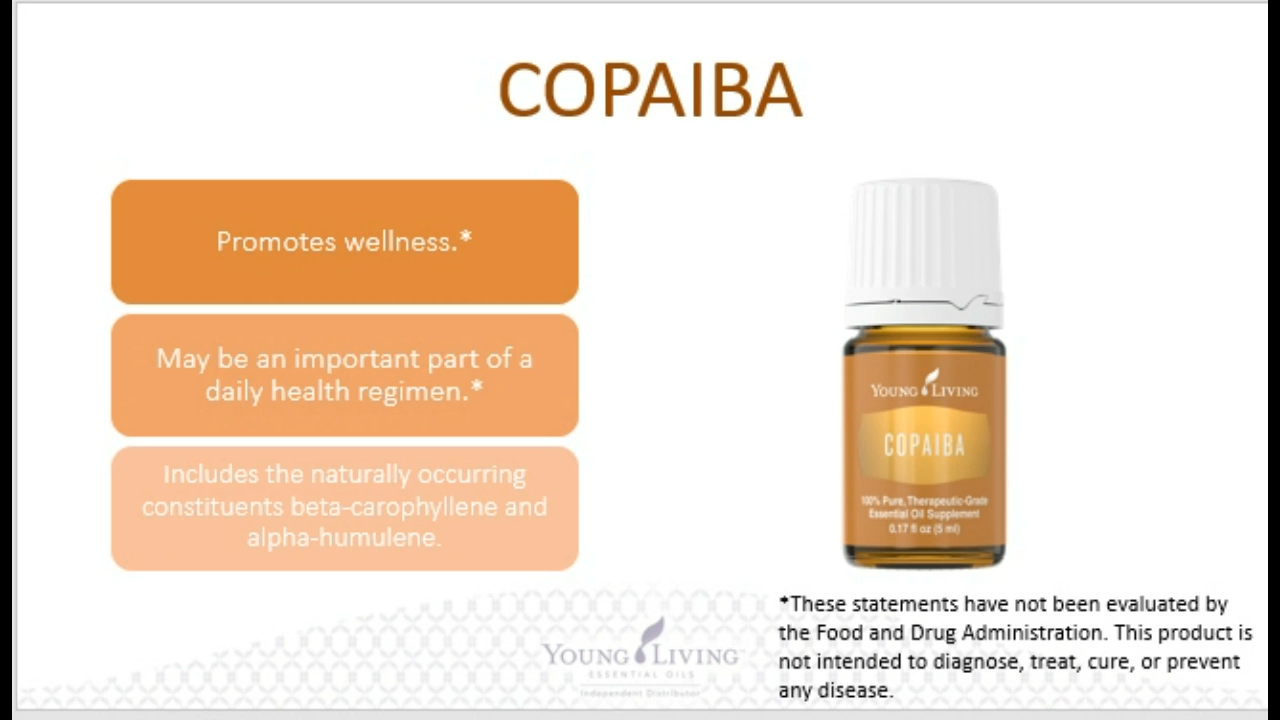 COPAIBA
Promotes wellness.*
May be an important part of a
daily health regimen.*
Includes the naturally occurring
constituents beta-carophyllene and
alpha-humulene.
YOUNG LIVING
COPAIBA
100% Pure, Therapeutic-Grade
Essential Oil Supplement
0.17 fl oz (5 ml)
YOUNG LIVING
ESSENTIAL OILS
Independent Distributor
*These statements have not been evaluated by
the Food and Drug Administration. This product is
not intended to diagnose, treat, cure, or prevent
any disease.